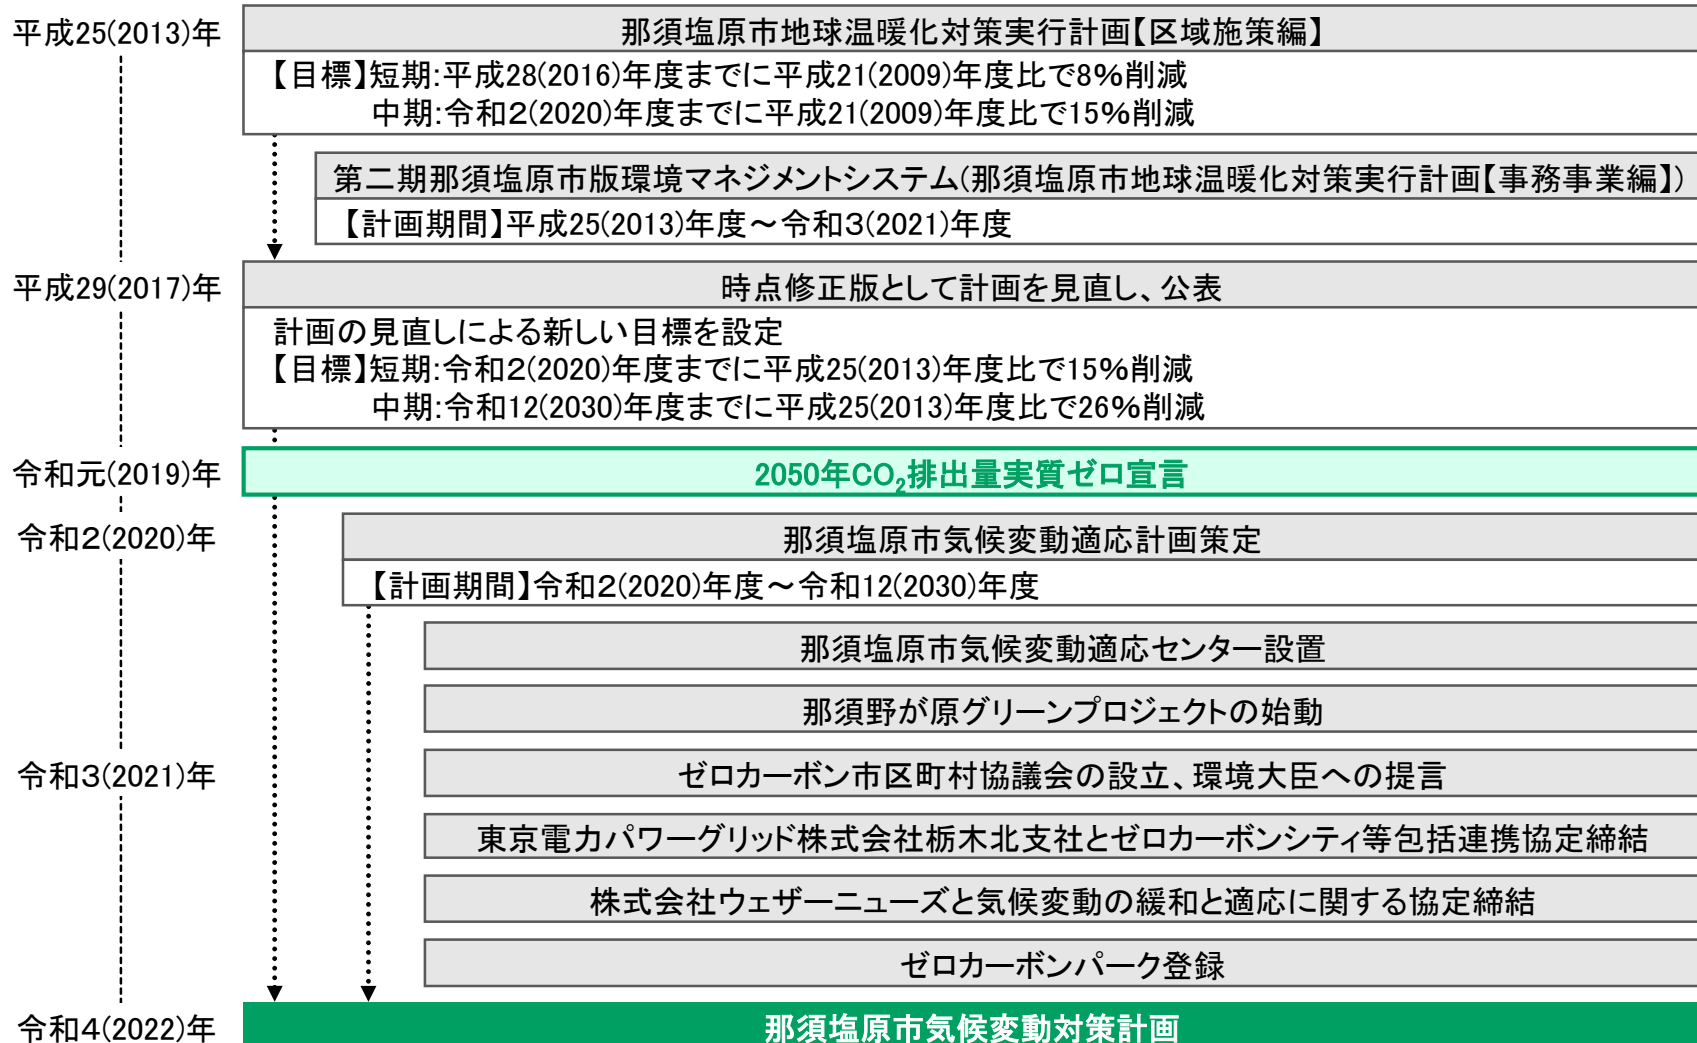 平成25(2013)年
那須塩原市地球温暖化対策実行計画【区域施策編】
【目標】短期:平成28(2016)年度までに平成21(2009)年度比で8%削減
中期:令和2(2020)年度までに平成21(2009)年度比で15%削減
第二期那須塩原市版環境マネジメントシステム(那須塩原市地球温暖化対策実行計画【事務事業編】)
【計画期間】平成25(2013)年度～令和3(2021)年度
平成29(2017)年
時点修正版として計画を見直し、公表
計画の見直しによる新しい目標を設定
【目標】短期:令和2(2020)年度までに平成25(2013)年度比で15%削減
中期:令和12(2030)年度までに平成25(2013)年度比で26%削減
令和元(2019)年
2050年CO₂排出量実質ゼロ宣言
令和2(2020)年
那須塩原市気候変動適応計画策定
【計画期間】令和2(2020)年度～令和12(2030)年度
那須塩原市気候変動適応センター設置
那須野が原グリーンプロジェクトの始動
令和3(2021)年
ゼロカーボン市区町村協議会の設立、環境大臣への提言
東京電力パワーグリッド株式会社栃木北支社とゼロカーボンシティ等包括連携協定締結
株式会社ウェザーニューズと気候変動の緩和と適応に関する協定締結
ゼロカーボンパーク登録
令和4(2022)年
那須塩原市気候変動対策計画